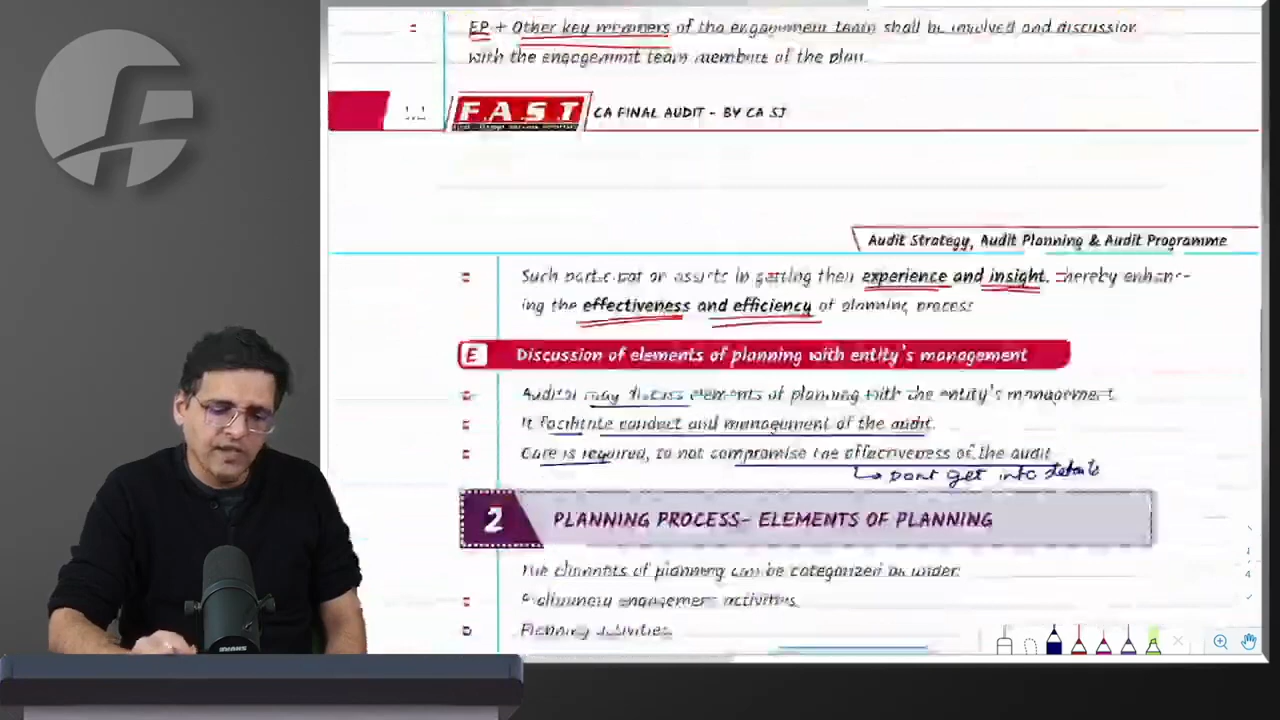 EP + Other key members of the engagement team shall be involved and discussion
with the engagement team members of the plan.
F.A.S.T CA FINAL AUDIT - BY CA SJ
Audit Strategy, Audit Planning & Audit Programme
Such in getting their experience and insight, thereby enhanc-
ing the effectiveness and efficiency of planning process
E Discussion of elements of planning with entity's management
Auditor may discuss elements of planning with the entity's management
It facilitate conduct and management of the audit.
Care is required, to not compromise the effectiveness of the audit
↳ Dont get into details
2 PLANNING PROCESS- ELEMENTS OF PLANNING
The elements of planning can be categorized as under:
Preliminary engagement activities
Planning activities